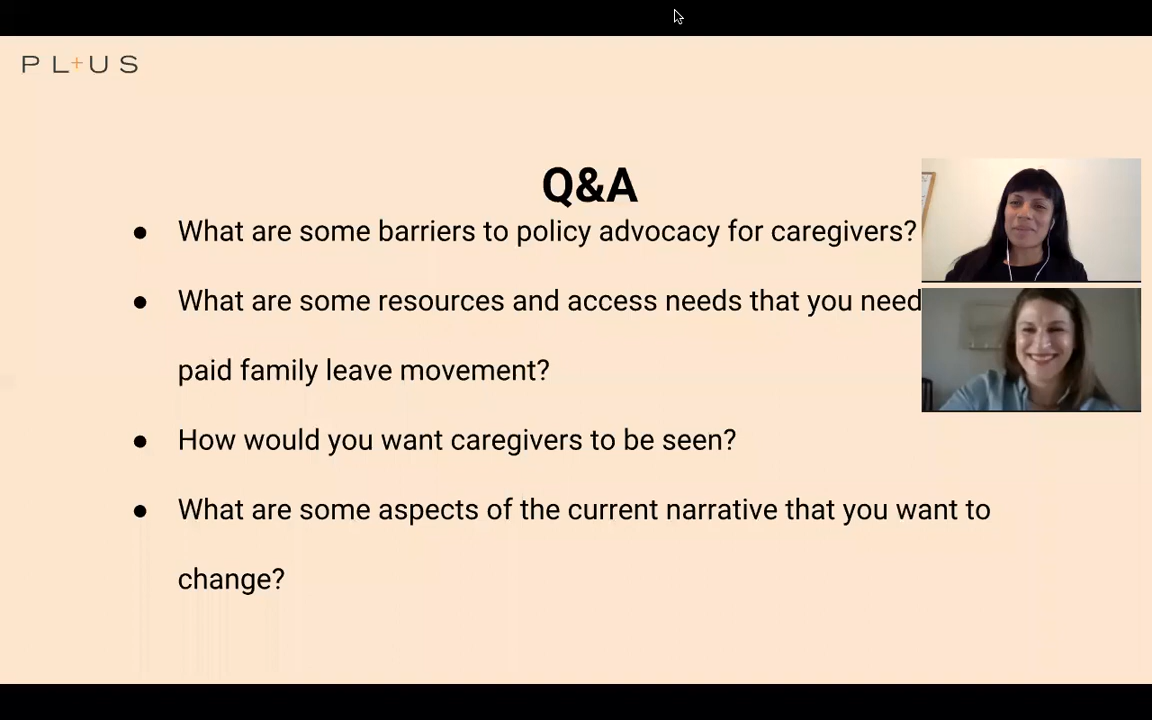 PL+US
Q&A
● What are some barriers to policy advocacy for caregivers?
● What are some resources and access needs that you need
paid family leave movement?
● How would you want caregivers to be seen?
● What are some aspects of the current narrative that you want to
change?